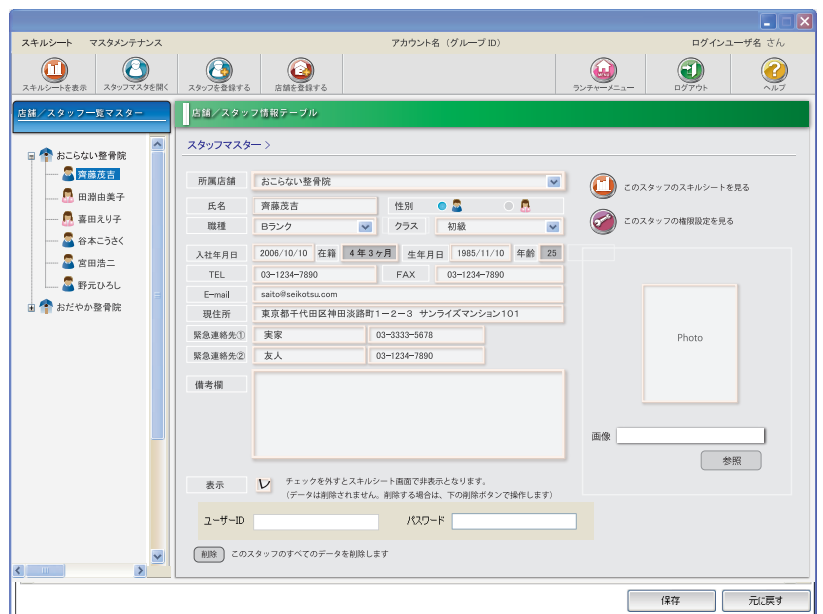 スキルシート　マスタメンテナンス　アカウント名（グループID）　ログインユーザ名 さん
スキルシートを表示　スタッフマスタを開く　スタッフを登録する　店舗を登録する　ランチャーメニュー　ログアウト　ヘルプ
店舗／スタッフ一覧マスター
店舗／スタッフ情報テーブル
おこらない整骨院
齊藤茂吉
田淵由美子
喜田えり子
谷本こうさく
宮田浩二
野元ひろし
おだやか整骨院
スタッフマスター >
所属店舗　おこらない整骨院
氏名　齊藤茂吉　性別
職種　Bランク　クラス　初級
入社年月日　2006/10/10　在籍　4年3ヶ月　生年月日　1985/11/10　年齢　25
TEL　03-1234-7890　FAX　03-1234-7890
E-mail　saito@seikotsu.com
現住所　東京都千代田区神田淡路町1-2-3　サンライズマンション101
緊急連絡先①　実家　03-3333-5678
緊急連絡先②　友人　03-1234-7890
備考欄
表示　チェックを外すとスキルシート画面で非表示となります。
（データは削除されません。削除する場合は、下の削除ボタンで操作します）
ユーザーID　パスワード
削除　このスタッフのすべてのデータを削除します
このスタッフのスキルシートを見る
このスタッフの権限設定を見る
Photo
画像
参照
保存　元に戻す